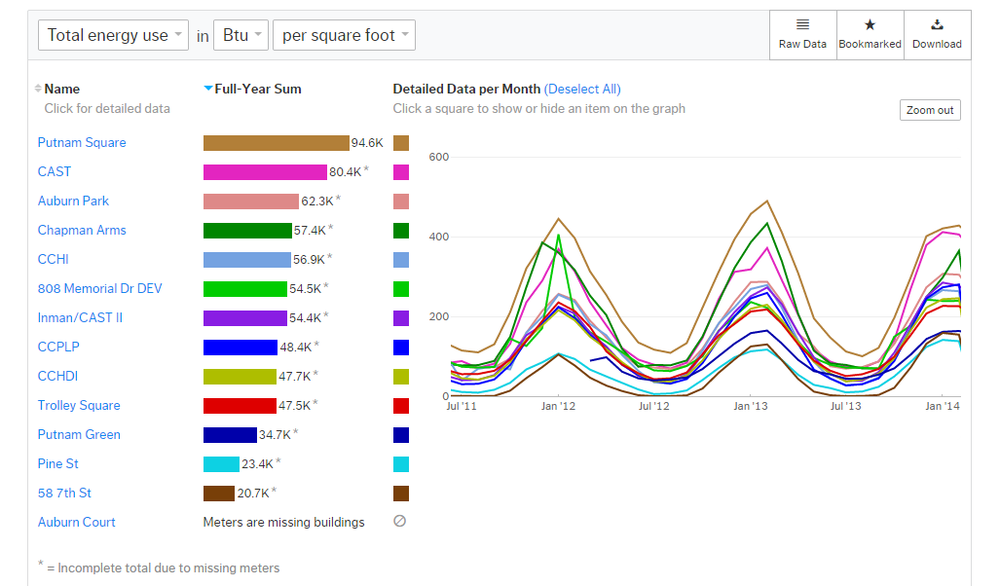 Total energy use in Btu per square foot
Raw Data Bookmarked Download
Name Full-Year Sum Detailed Data per Month (Deselect All)
Click for detailed data Click a square to show or hide an item on the graph
Zoom out
Putnam Square 94.6K
CAST 80.4K*
Auburn Park 62.3K*
Chapman Arms 57.4K*
CCHI 56.9K*
808 Memorial Dr DEV 54.5K*
Inman/CAST II 54.4K*
CCPLP 48.4K*
CCHDI 47.7K*
Trolley Square 47.5K*
Putnam Green 34.7K*
Pine St 23.4K*
58 7th St 20.7K*
Auburn Court Meters are missing buildings
600
400
200
0
Jul '11 Jan '12 Jul '12 Jan '13 Jul '13 Jan '14
* = Incomplete total due to missing meters